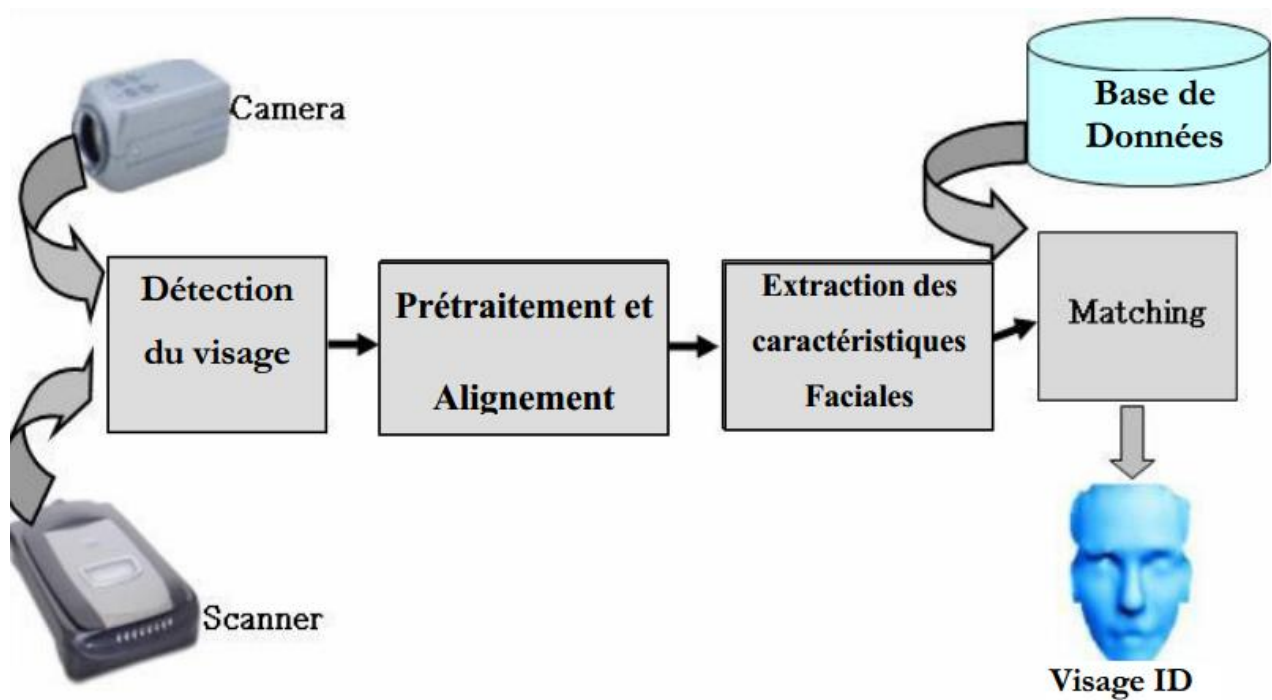 Camera
Base de
Données
Détection
du visage
Prétraitement et
Alignement
Extraction des
caractéristiques
Faciales
Matching
Scanner
Visage ID